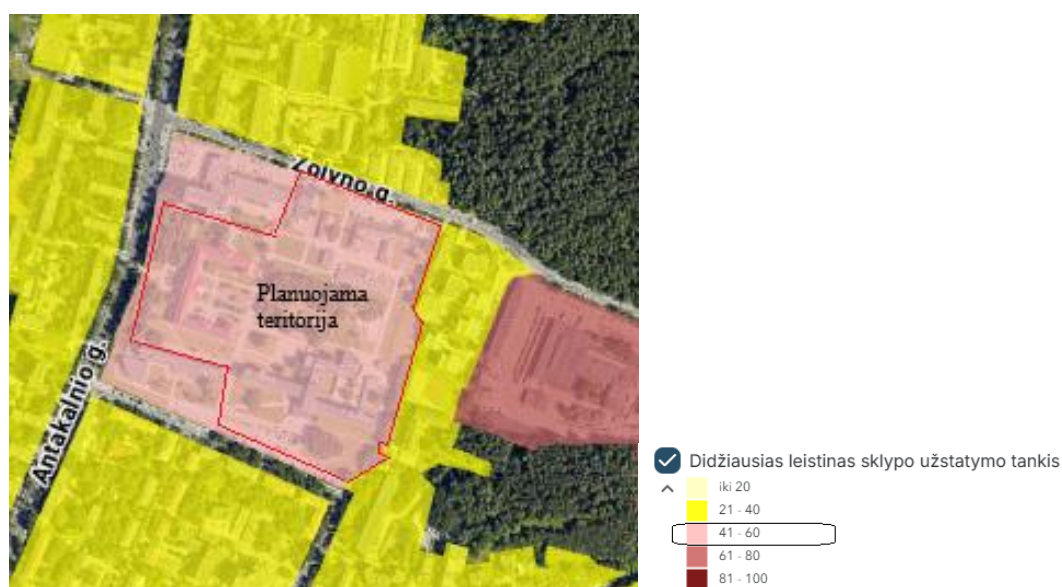 Žolyno g.
Planuojama
teritorija
Antakalnio g.
Didžiausias leistinas sklypo užstatymo tankis
iki 20
21 - 40
41 - 60
61 - 80
81 - 100